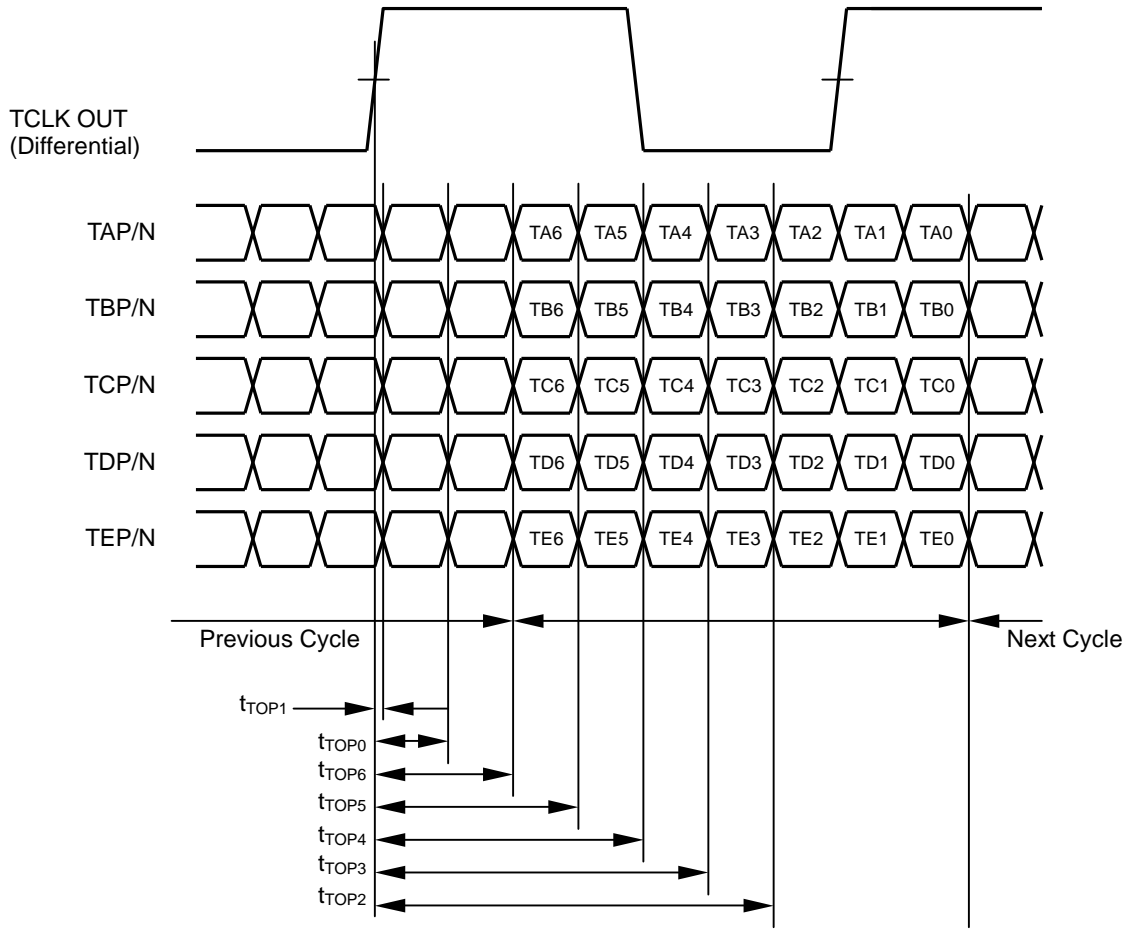 TCLK OUT
(Differential)
TAP/N TA6 TA5 TA4 TA3 TA2 TA1 TA0
TBP/N TB6 TB5 TB4 TB3 TB2 TB1 TB0
TCP/N TC6 TC5 TC4 TC3 TC2 TC1 TC0
TDP/N TD6 TD5 TD4 TD3 TD2 TD1 TD0
TEP/N TE6 TE5 TE4 TE3 TE2 TE1 TE0
Previous Cycle Next Cycle
tTOP1
tTOP0
tTOP6
tTOP5
tTOP4
tTOP3
tTOP2